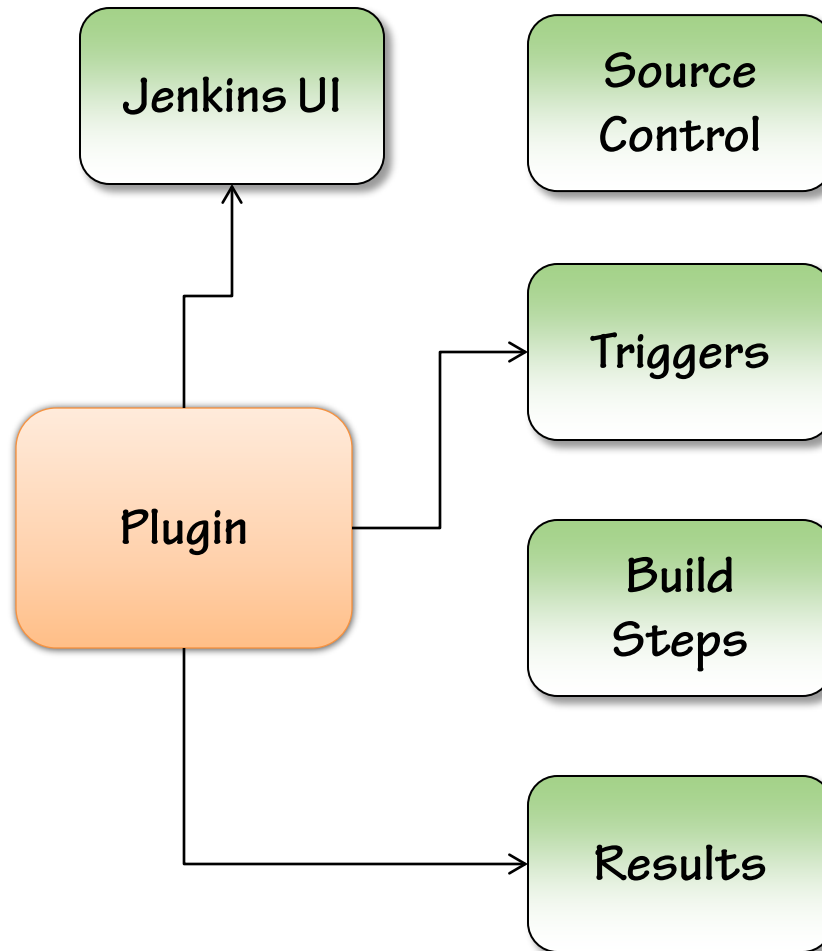 Jenkins UI
Source
Control
Triggers
Plugin
Build
Steps
Results